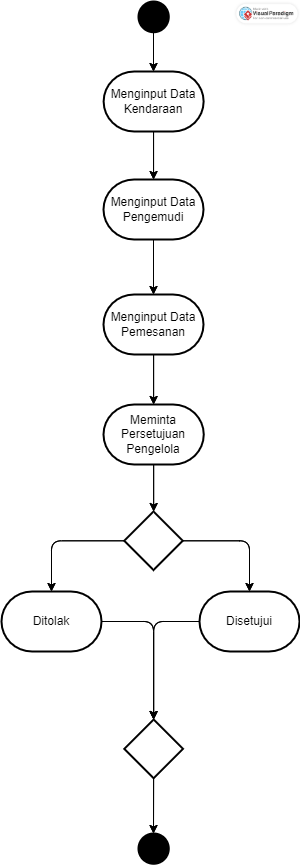 Visual Paradigm
Menginput Data
Kendaraan
Menginput Data
Pengemudi
Menginput Data
Pemesanan
Meminta
Persetujuan
Pengelola
Ditolak
Disetujui